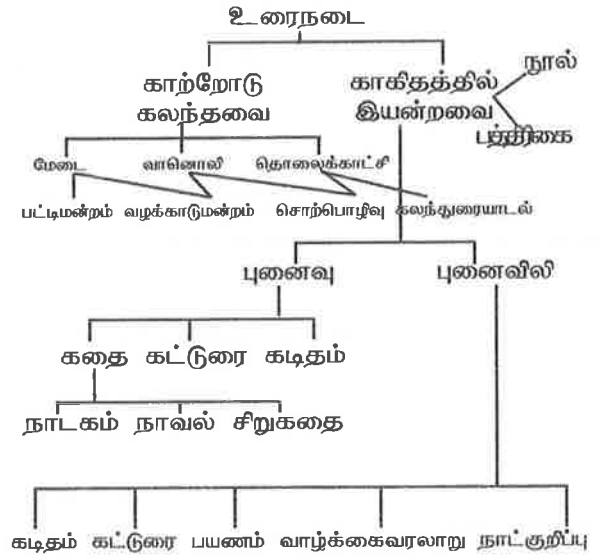 உரைநடை
காற்றோடு
கலந்தவை
காகிதத்தில்
இயன்றவை
நூல்
பத்திரிகை
மேடை வானொலி தொலைக்காட்சி
பட்டிமன்றம் வழக்காடுமன்றம் சொற்பொழிவு கலந்துரையாடல்
புனைவு புனைவிலி
கதை கட்டுரை கடிதம்
நாடகம் நாவல் சிறுகதை
கடிதம் கட்டுரை பயணம் வாழ்க்கைவரலாறு நாட்குறிப்பு